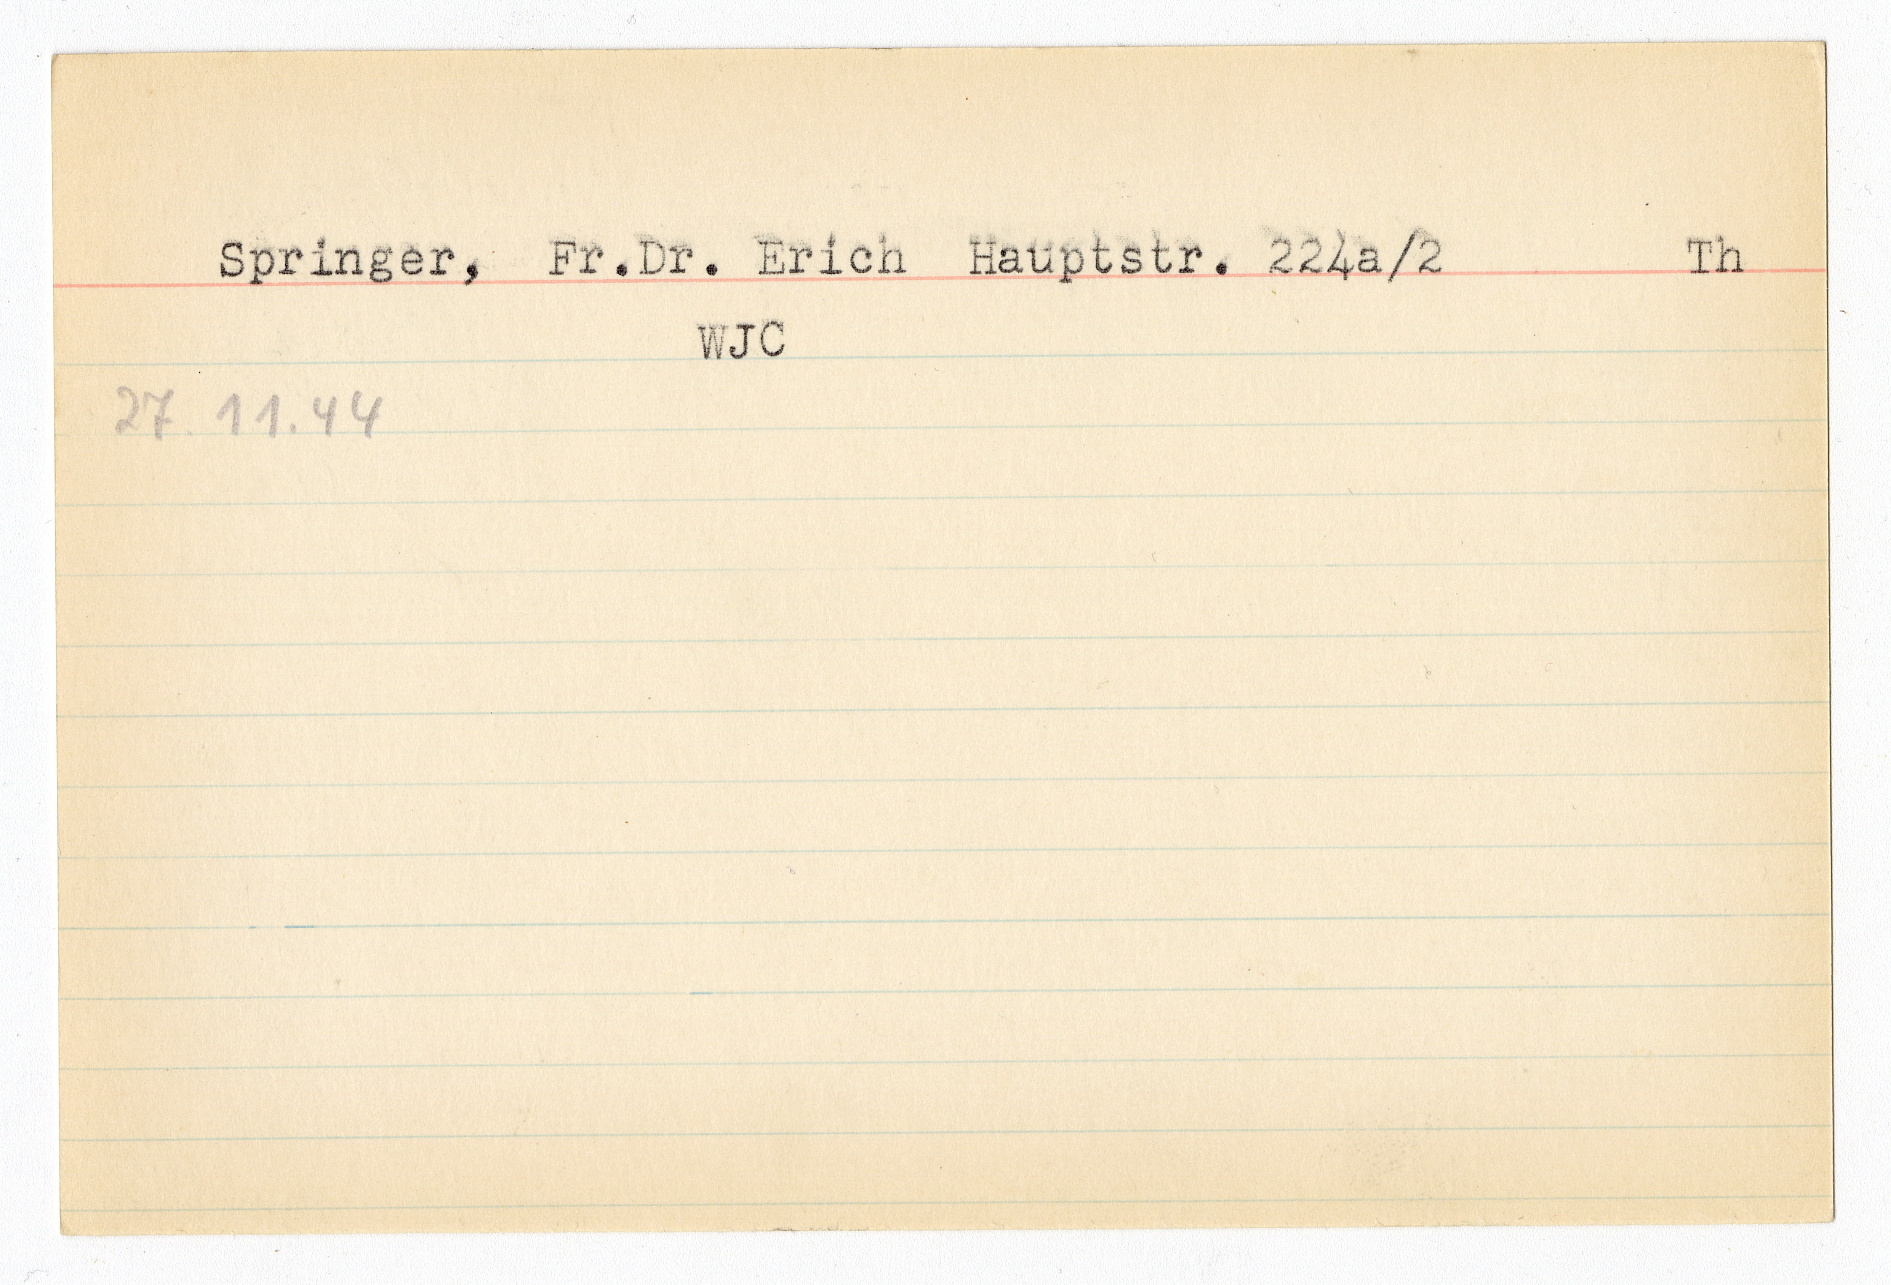 Springer, Fr.Dr. Erich Hauptstr. 224a/2 Th
WJC
27. 11.44